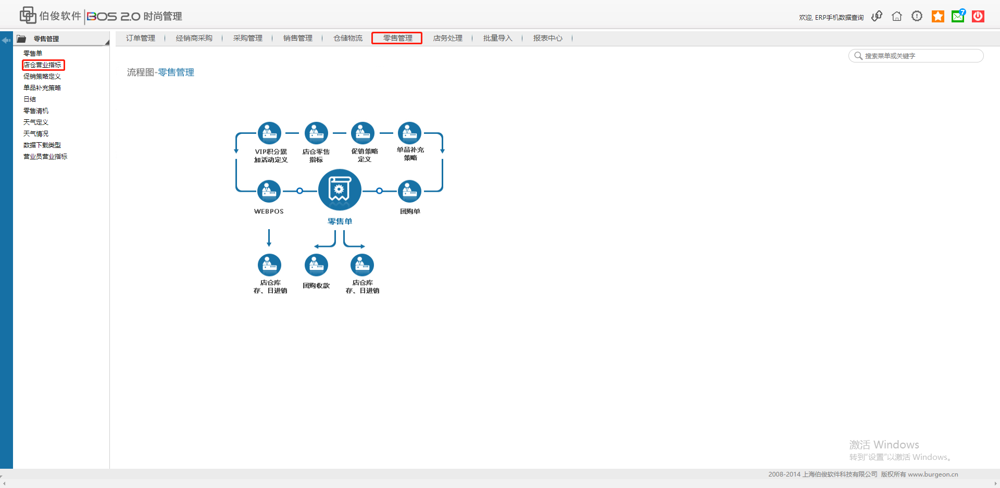 伯俊软件 BOS 2.0 时尚管理
欢迎, ERP手机数据查询
7
零售管理
订单管理 经销商采购 采购管理 销售管理 仓储物流 零售管理 店务处理 批量导入 报表中心
搜索菜单或关键字
零售单
店仓营业指标
促销策略定义
单品补充策略
日结
零售清机
天气定义
天气情况
数据下载类型
营业员营业指标
流程图-零售管理
VIP积分累
加活动定义
店仓零售
指标
促销策略
定义
单品补充
策略
WEBPOS
零售单
团购单
店仓库
存、日进销
团购收款
店仓库
存、日进销
激活 Windows
转到“设置”以激活 Windows。
2008-2014 上海伯俊软件科技有限公司 版权所有 www.burgeon.cn